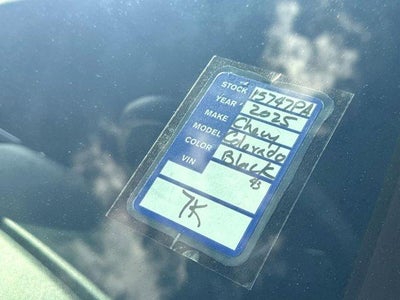 STOCK 15747PA
YEAR 2025
MAKE Chevy
MODEL Colorado
COLOR Black
VIN
7K